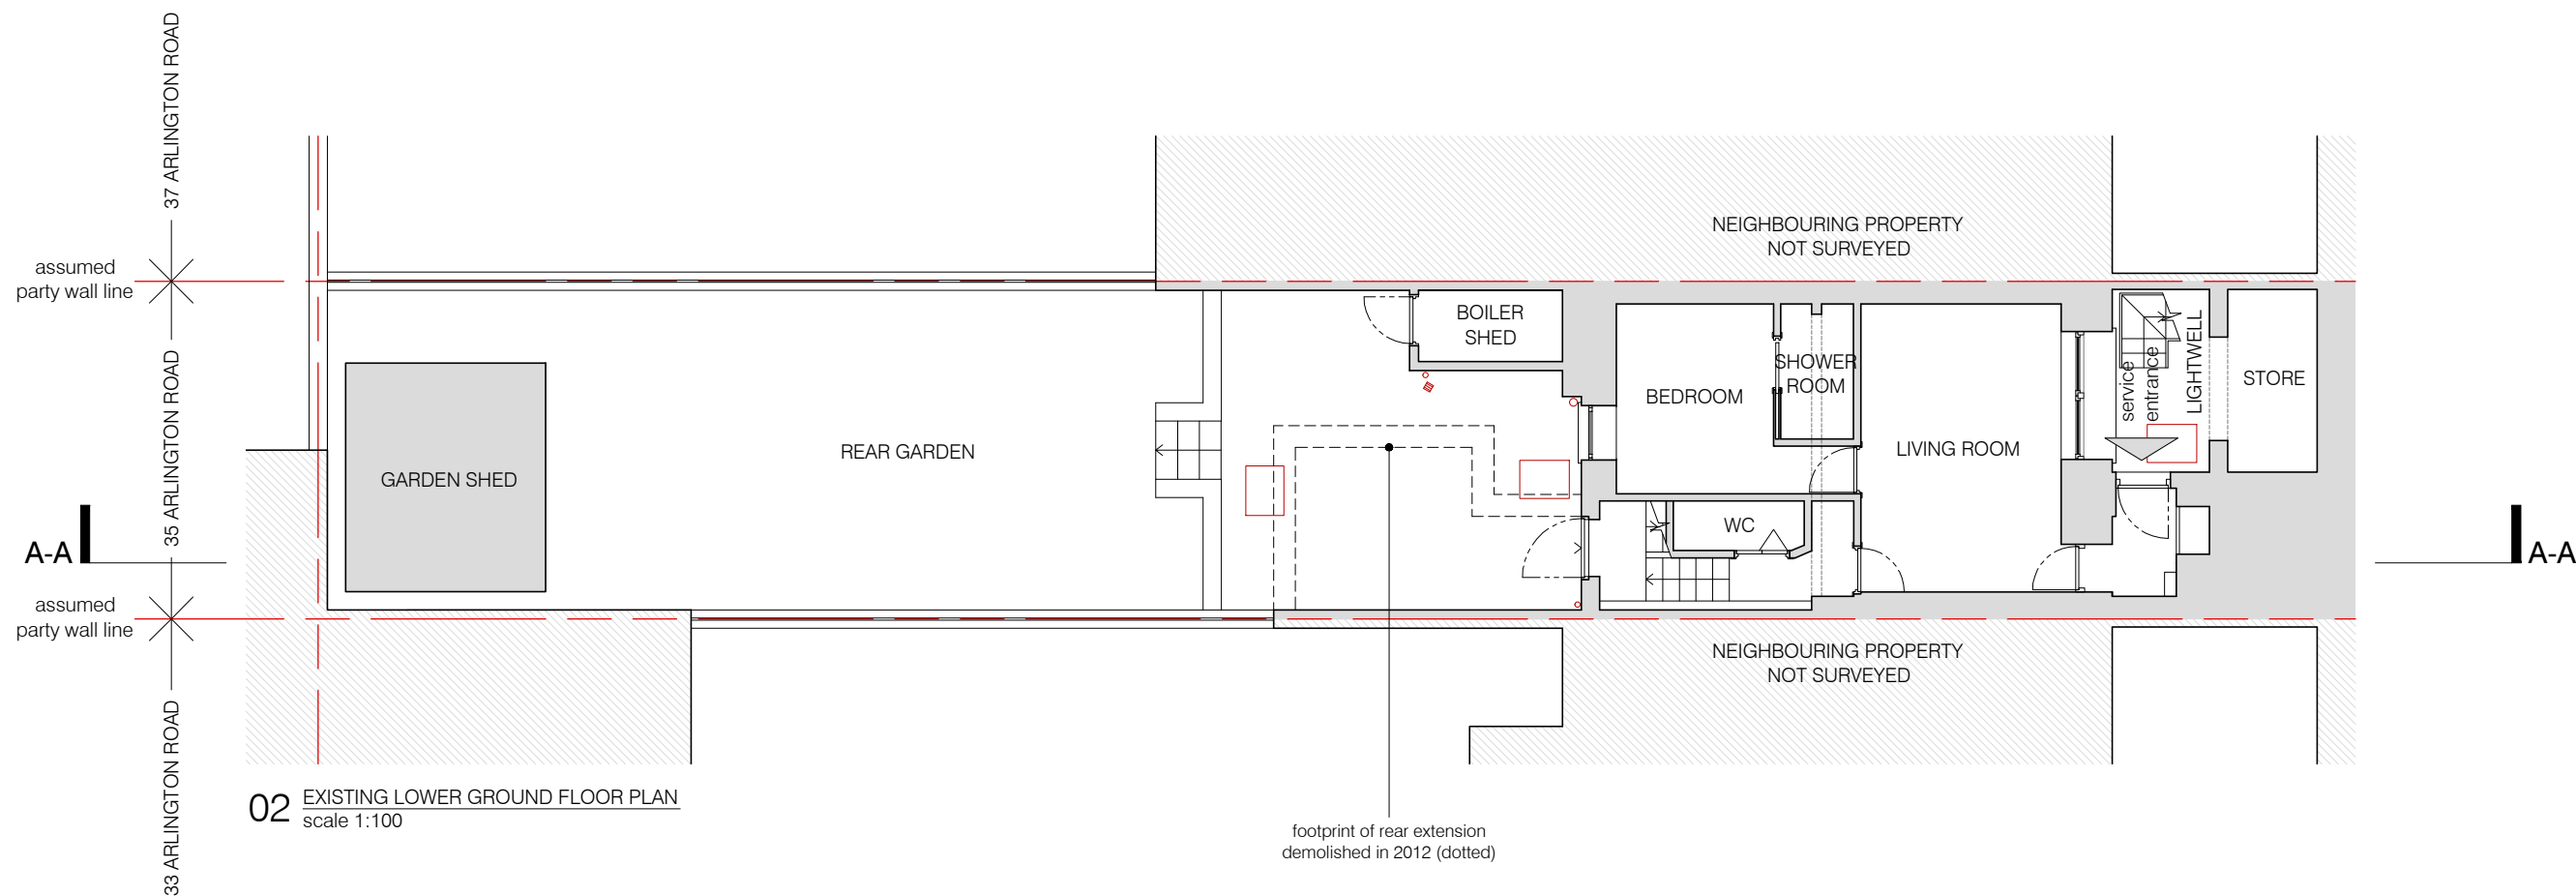 37 ARLINGTON ROAD
assumed
party wall line
35 ARLINGTON ROAD
A-A
assumed
party wall line
33 ARLINGTON ROAD
NEIGHBOURING PROPERTY
NOT SURVEYED
BOILER
SHED
SHOWER
ROOM
BEDROOM
LIVING ROOM
service
entrance
LIGHTWELL
STORE
REAR GARDEN
GARDEN SHED
WC
A-A
NEIGHBOURING PROPERTY
NOT SURVEYED
02 EXISTING LOWER GROUND FLOOR PLAN
scale 1:100
footprint of rear extension
demolished in 2012 (dotted)